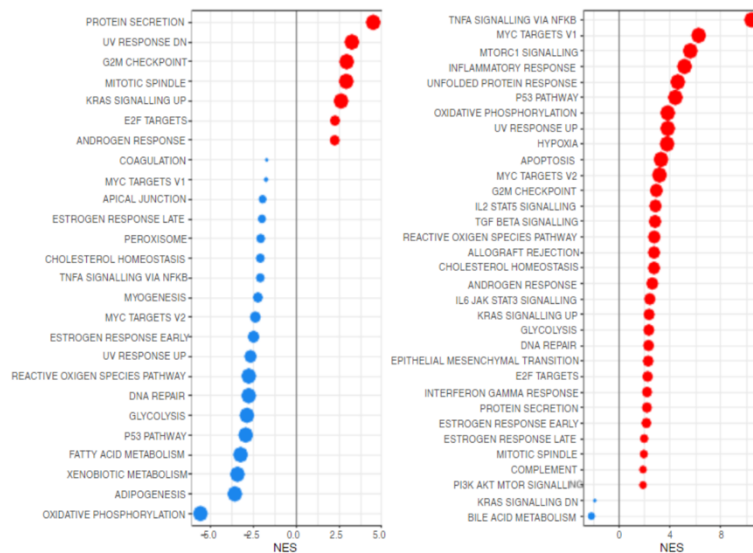 PROTEIN SECRETION
UV RESPONSE DN
G2M CHECKPOINT
MITOTIC SPINDLE
KRAS SIGNALLING UP
E2F TARGETS
ANDROGEN RESPONSE
COAGULATION
MYC TARGETS V1
APICAL JUNCTION
ESTROGEN RESPONSE LATE
PEROXISOME
CHOLESTEROL HOMEOSTASIS
TNFA SIGNALLING VIA NFKB
MYOGENESIS
MYC TARGETS V2
ESTROGEN RESPONSE EARLY
UV RESPONSE UP
REACTIVE OXIGEN SPECIES PATHWAY
DNA REPAIR
GLYCOLYSIS
P53 PATHWAY
FATTY ACID METABOLISM
XENOBIOTIC METABOLISM
ADIPOGENESIS
OXIDATIVE PHOSPHORYLATION
-5.0 -2.5 0.0 2.5 5.0
NES
TNFA SIGNALLING VIA NFKB
MYC TARGETS V1
MTORC1 SIGNALLING
INFLAMMATORY RESPONSE
UNFOLDED PROTEIN RESPONSE
P53 PATHWAY
OXIDATIVE PHOSPHORYLATION
UV RESPONSE UP
HYPOXIA
APOPTOSIS
MYC TARGETS V2
G2M CHECKPOINT
IL2 STAT5 SIGNALLING
TGF BETA SIGNALLING
REACTIVE OXIGEN SPECIES PATHWAY
ALLOGRAFT REJECTION
CHOLESTEROL HOMEOSTASIS
ANDROGEN RESPONSE
IL6 JAK STAT3 SIGNALLING
KRAS SIGNALLING UP
GLYCOLYSIS
DNA REPAIR
EPITHELIAL MESENCHYMAL TRANSITION
E2F TARGETS
INTERFERON GAMMA RESPONSE
PROTEIN SECRETION
ESTROGEN RESPONSE EARLY
ESTROGEN RESPONSE LATE
MITOTIC SPINDLE
COMPLEMENT
PI3K AKT MTOR SIGNALLING
KRAS SIGNALLING DN
BILE ACID METABOLISM
0 4 8
NES